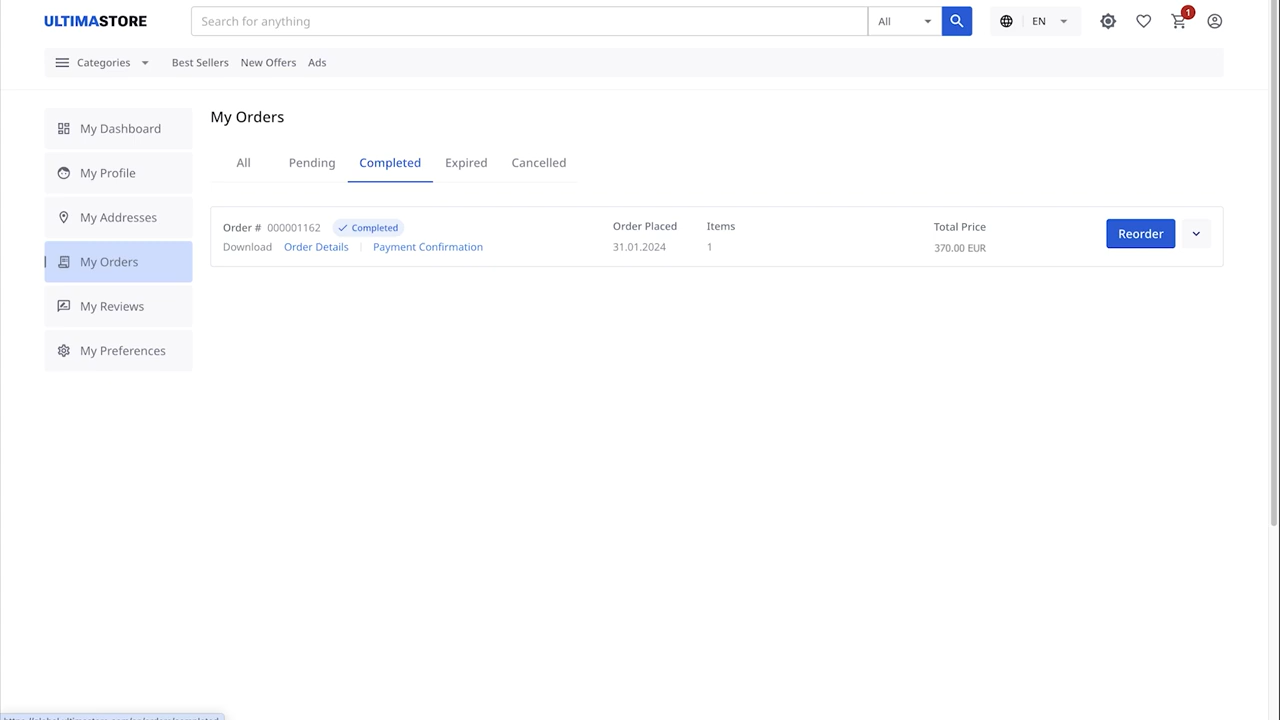 ULTIMASTORE
Search for anything
All
EN
1
Categories
Best Sellers
New Offers
Ads
My Dashboard
My Profile
My Addresses
My Orders
My Reviews
My Preferences
My Orders
All
Pending
Completed
Expired
Cancelled
Order # 000001162
Completed
Download
Order Details
Payment Confirmation
Order Placed
31.01.2024
Items
1
Total Price
370.00 EUR
Reorder